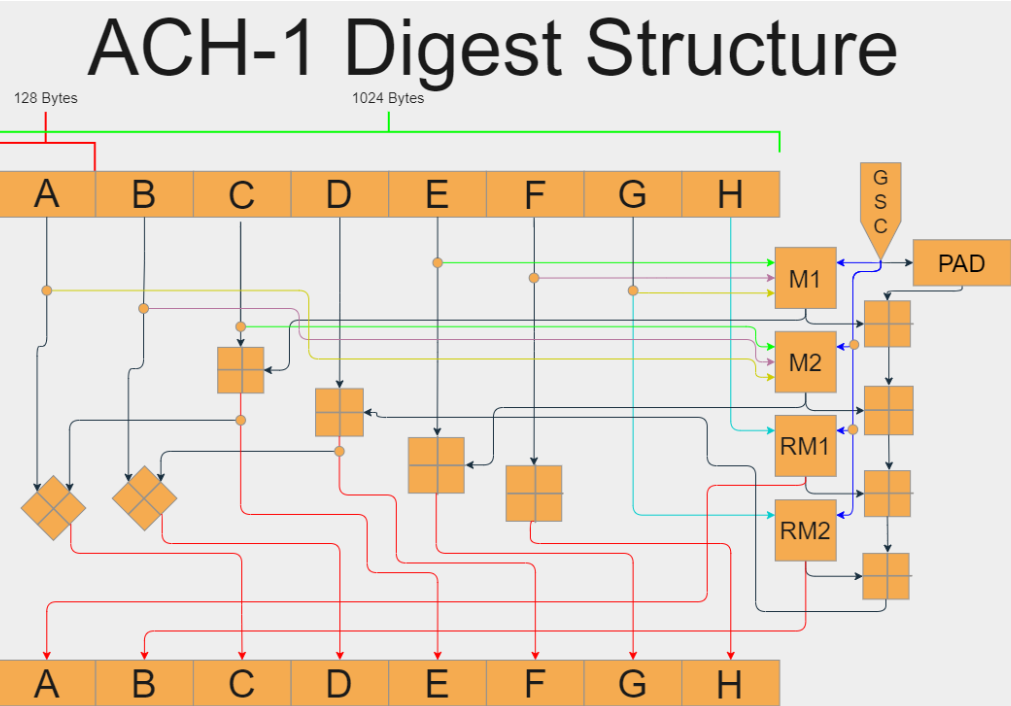 ACH-1 Digest Structure
128 Bytes
1024 Bytes
A B C D E F G H
G
S
C
PAD
M1
M2
RM1
RM2
A B C D E F G H